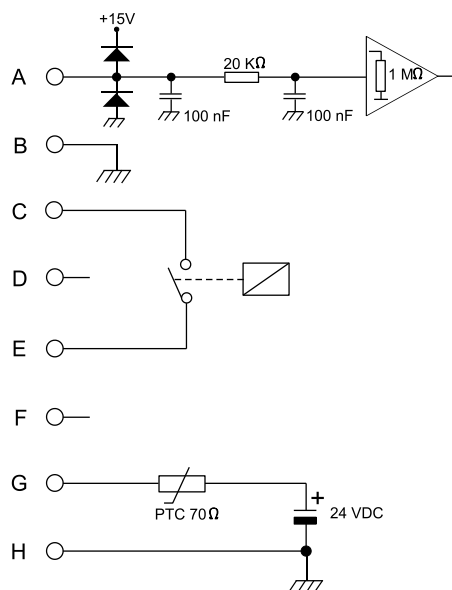 +15V
A
20 KΩ
1 MΩ
100 nF
100 nF
B
C
D
E
F
G
PTC 70Ω
+
24 VDC
H